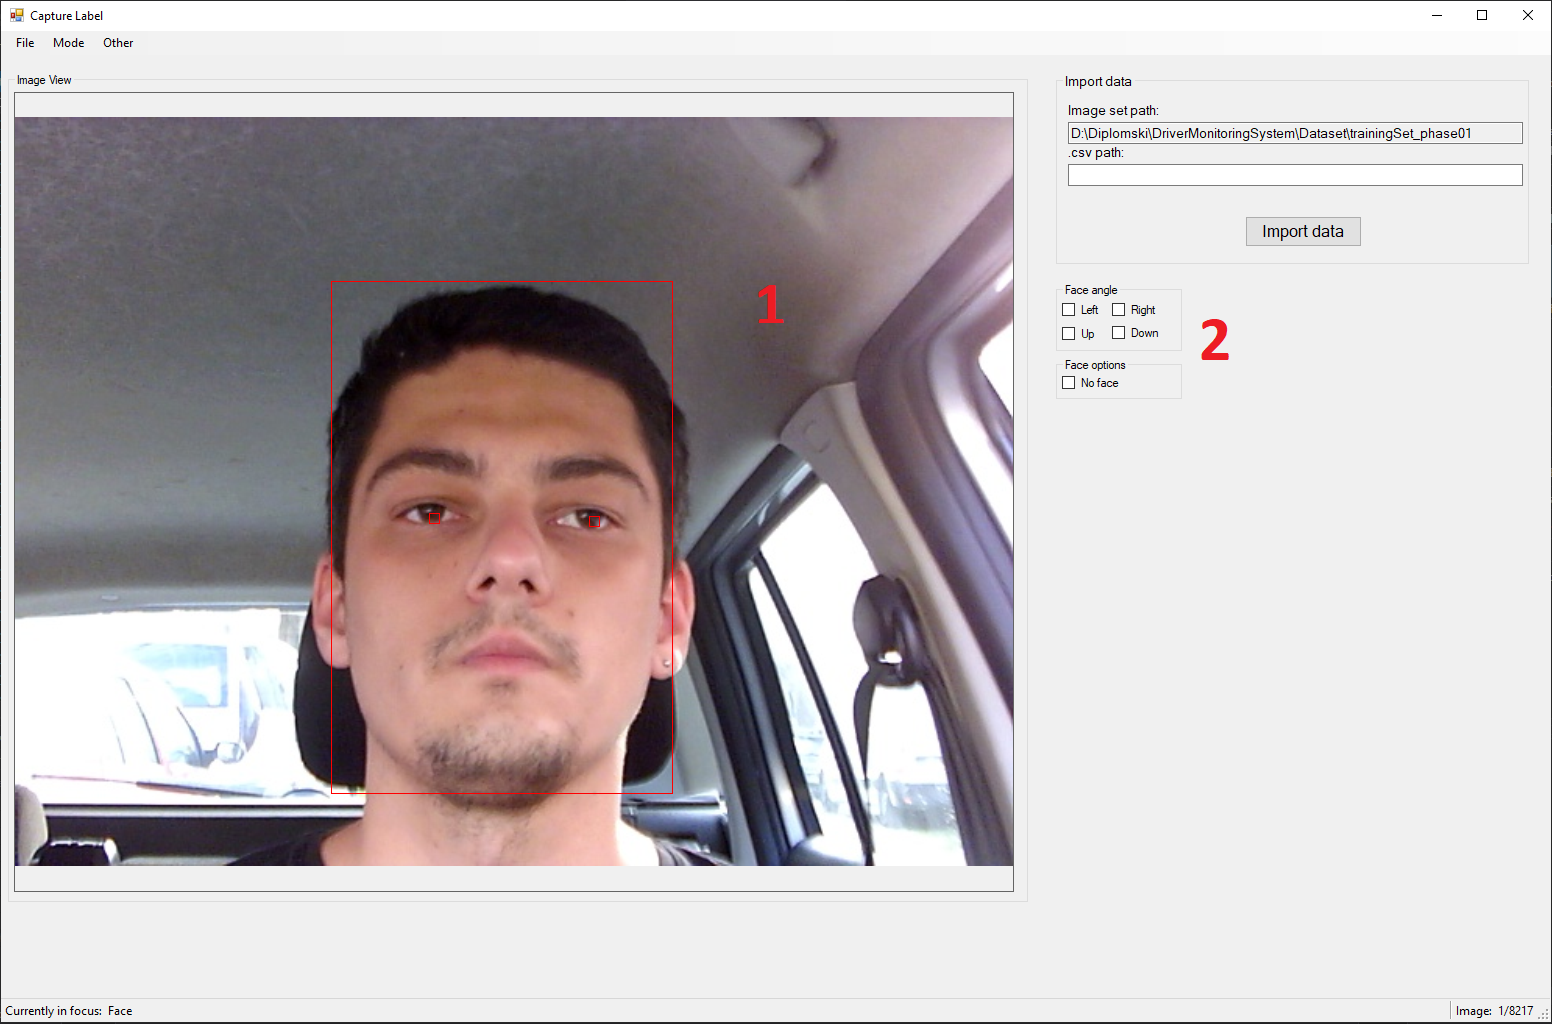 Capture Label
File Mode Other
Image View
1
Import data
Image set path:
D:\Diplomski\DriverMonitoringSystem\Dataset\trainingSet_phase01
.csv path:
Import data
Face angle
Left Right
Up Down
2
Face options
No face
Currently in focus: Face
Image: 1/8217